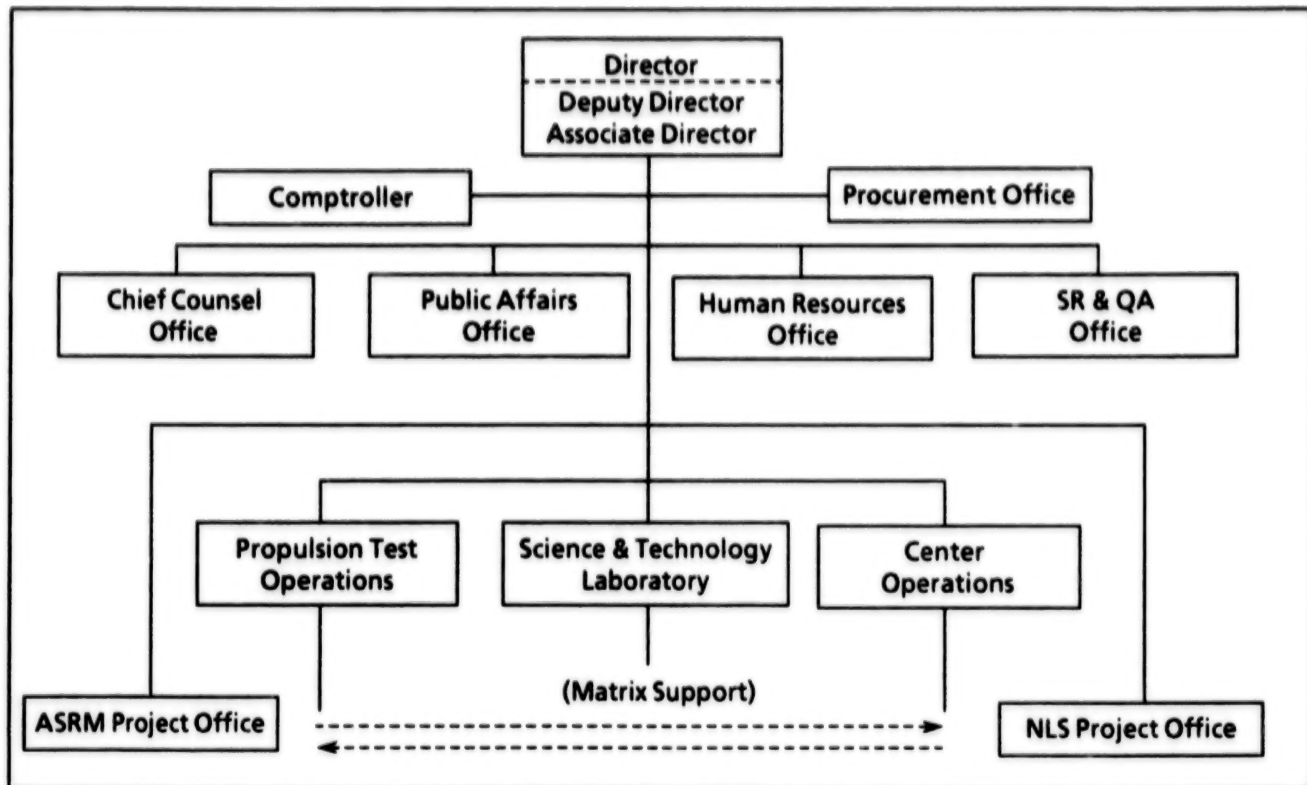 Director
Deputy Director
Associate Director
Comptroller
Procurement Office
Chief Counsel
Office
Public Affairs
Office
Human Resources
Office
SR & QA
Office
Propulsion Test
Operations
Science & Technology
Laboratory
Center
Operations
(Matrix Support)
ASRM Project Office
NLS Project Office